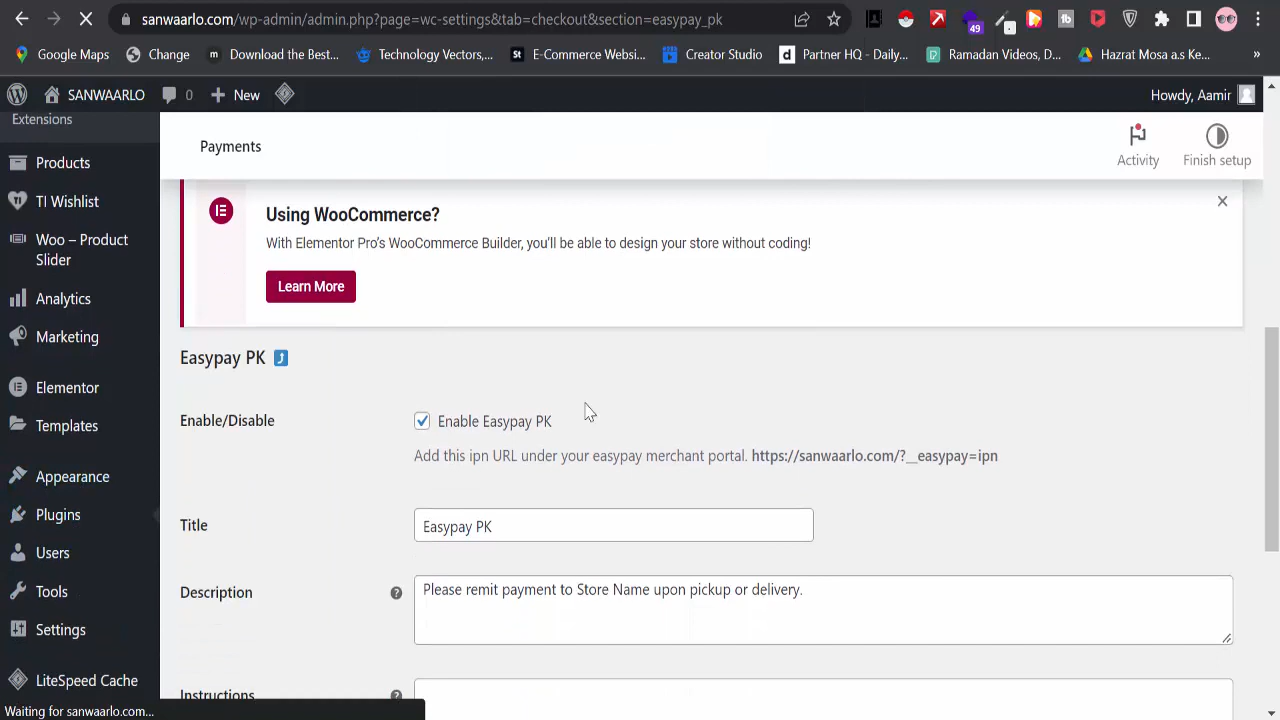 sanwaarlo.com/wp-admin/admin.php?page=wc-settings&tab=checkout&section=easypay_pk
49
Google Maps
Change
m
Download the Best...
Technology Vectors,...
St
E-Commerce Websi...
Creator Studio
d
Partner HQ - Daily...
Ramadan Videos, D...
Hazrat Mosa a.s Ke...
»
SANWAARLO
0
New
Howdy, Aamir
Extensions
Products
TI Wishlist
Woo – Product
Slider
Analytics
Marketing
Elementor
Templates
Appearance
Plugins
Users
Tools
Settings
LiteSpeed Cache
Waiting for sanwaarlo.com...
Payments
Activity
Finish setup
Using WooCommerce?
With Elementor Pro's WooCommerce Builder, you'll be able to design your store without coding!
Learn More
Easypay PK
Enable/Disable
Enable Easypay PK
Add this ipn URL under your easypay merchant portal. https://sanwaarlo.com/?__easypay=ipn
Title
Easypay PK
Description
Please remit payment to Store Name upon pickup or delivery.
Instructions